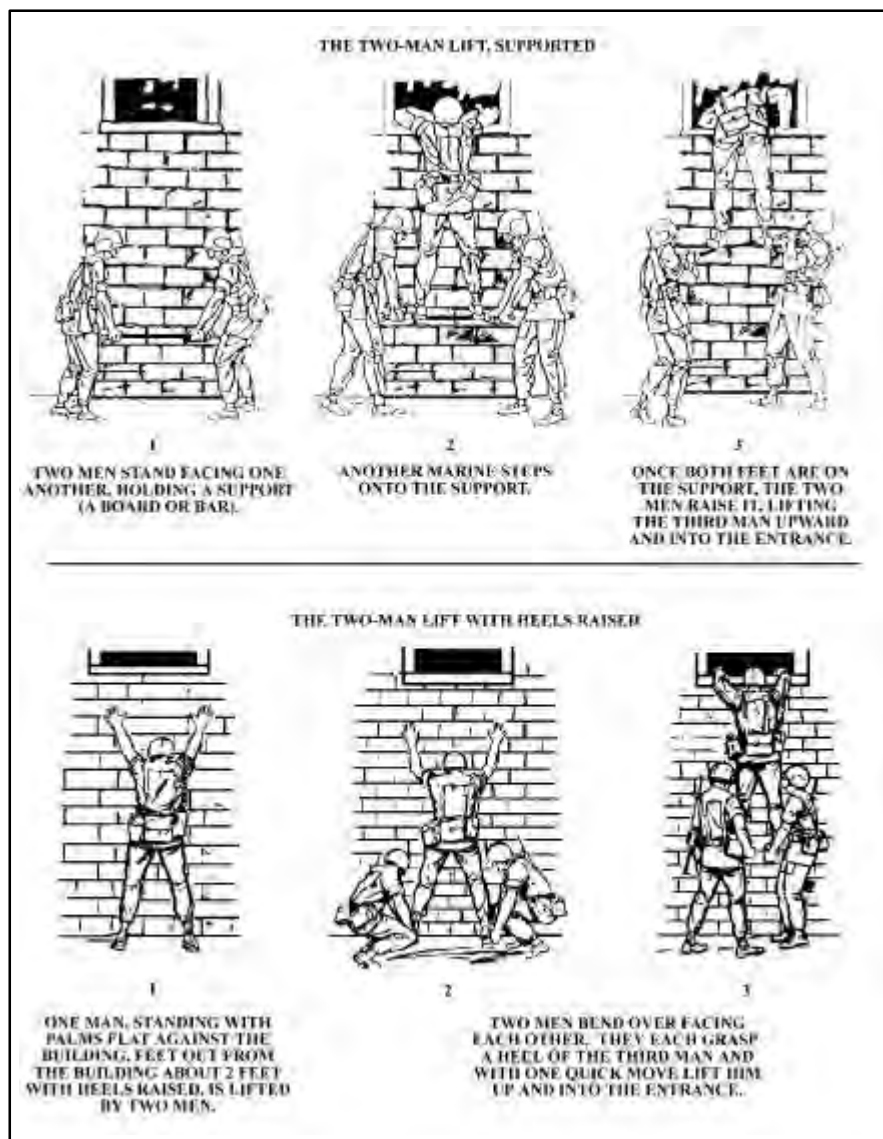 THE TWO-MAN LIFT, SUPPORTED
1
TWO MEN STAND FACING ONE
ANOTHER, HOLDING A SUPPORT
(A BOARD OR BAR).
2
ANOTHER MARINE STEPS
ONTO THE SUPPORT.
3
ONCE BOTH FEET ARE ON
THE SUPPORT, THE TWO
MEN RAISE IT, LIFTING
THE THIRD MAN UPWARD
AND INTO THE ENTRANCE.
THE TWO-MAN LIFT WITH HEELS RAISED
1
ONE MAN, STANDING WITH
PALMS FLAT AGAINST THE
BUILDING, FEET OUT FROM
THE BUILDING ABOUT 2 FEET
WITH HEELS RAISED, IS LIFTED
BY TWO MEN.
2
3
TWO MEN BEND OVER FACING
EACH OTHER. THEY EACH GRASP
A HEEL OF THE THIRD MAN AND
WITH ONE QUICK MOVE LIFT HIM
UP AND INTO THE ENTRANCE.